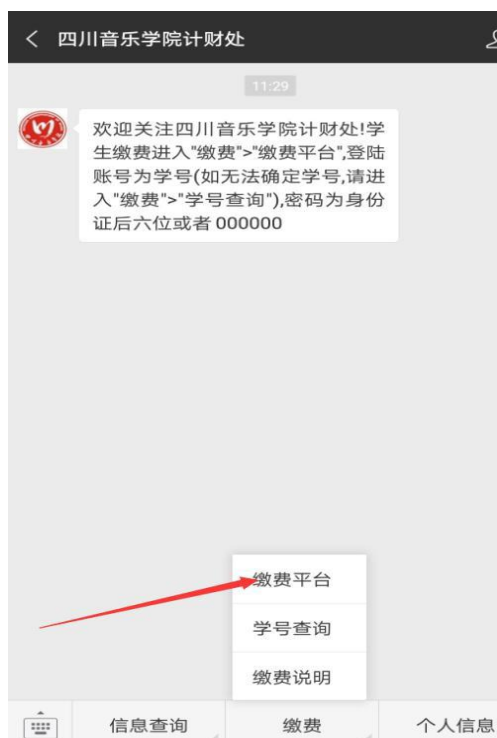 四川音乐学院计财处
11:29
欢迎关注四川音乐学院计财处!学
生缴费进入"缴费">"缴费平台",登陆
账号为学号(如无法确定学号,请进
入"缴费">"学号查询"),密码为身份
证后六位或者 000000
缴费平台
学号查询
缴费说明
信息查询
缴费
个人信息